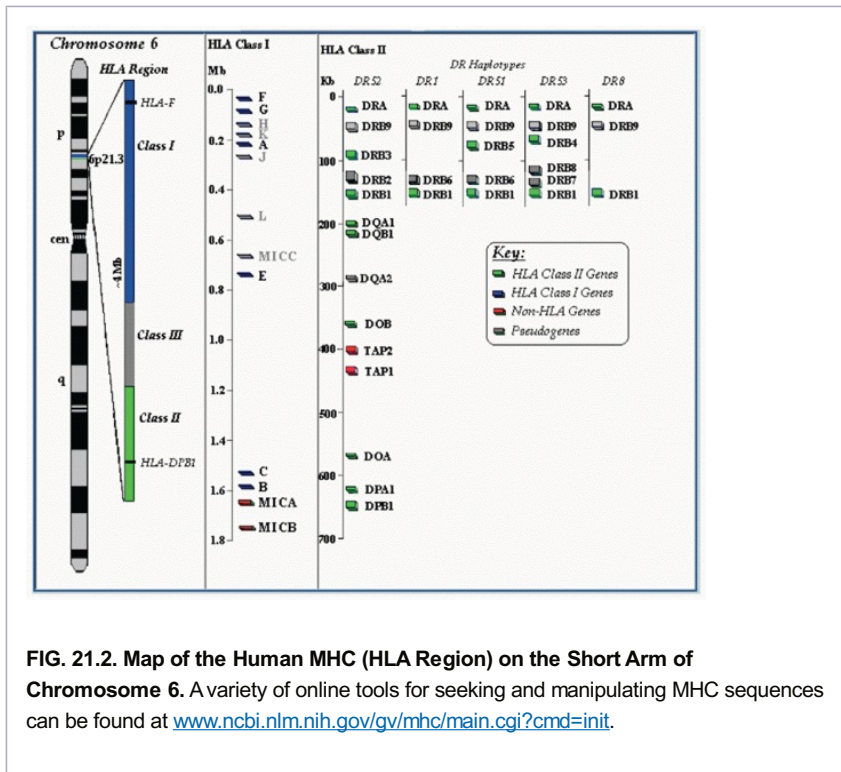 Chromosome 6
HLA Region
HLA-F
P
Class I
6p21.3
cen
~4 Mb
Class III
q
Class II
HLA-DPB1
HLA Class I
Mb
0.0
F
G
H
K
0.2
A
J
0.4
L
0.6
MICC
E
0.8
1.0
1.2
1.4
C
B
1.6
MICA
MICB
1.8
HLA Class II
DR Haplotypes
Kb DR52 DR1 DR51 DR53 DR8
0 DRA DRA DRA DRA DRA
DRB9 DRB9 DRB9 DRB9 DRB9
DRB5 DRB4
DRB3
100
DRB8
DRB2 DRB6 DRB6 DRB7
DRB1 DRB1 DRB1 DRB1 DRB1
200 DQA1
DQB1
DQA2
300
DOB
400 TAP2
TAP1
500
DOA
600
DPA1
DPB1
700
Key:
HLA Class II Genes
HLA Class I Genes
Non-HLA Genes
Pseudogenes
FIG. 21.2. Map of the Human MHC (HLA Region) on the Short Arm of
Chromosome 6. A variety of online tools for seeking and manipulating MHC sequences
can be found at www.ncbi.nlm.nih.gov/gv/mhc/main.cgi?cmd=init.